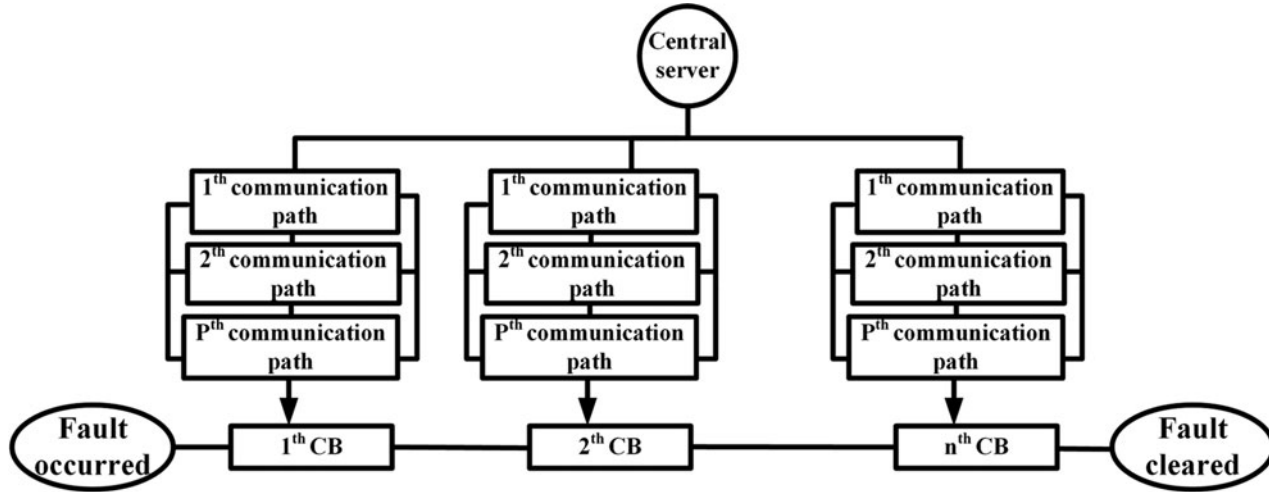 Central
server
1th communication
path
2th communication
path
Pth communication
path
1th communication
path
2th communication
path
Pth communication
path
1th communication
path
2th communication
path
Pth communication
path
Fault
occurred
1th CB
2th CB
nth CB
Fault
cleared